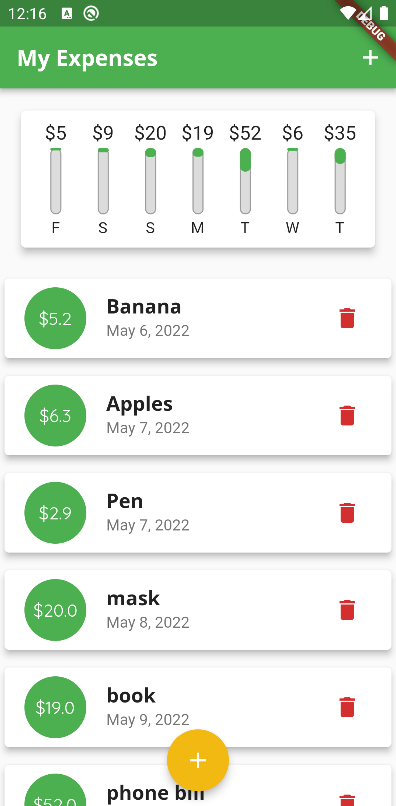 12:16
DEBUG
My Expenses
$5 $9 $20 $19 $52 $6 $35
F S S M T W T
$5.2
Banana
May 6, 2022
$6.3
Apples
May 7, 2022
$2.9
Pen
May 7, 2022
$20.0
mask
May 8, 2022
$19.0
book
May 9, 2022
$52.0
phone bill